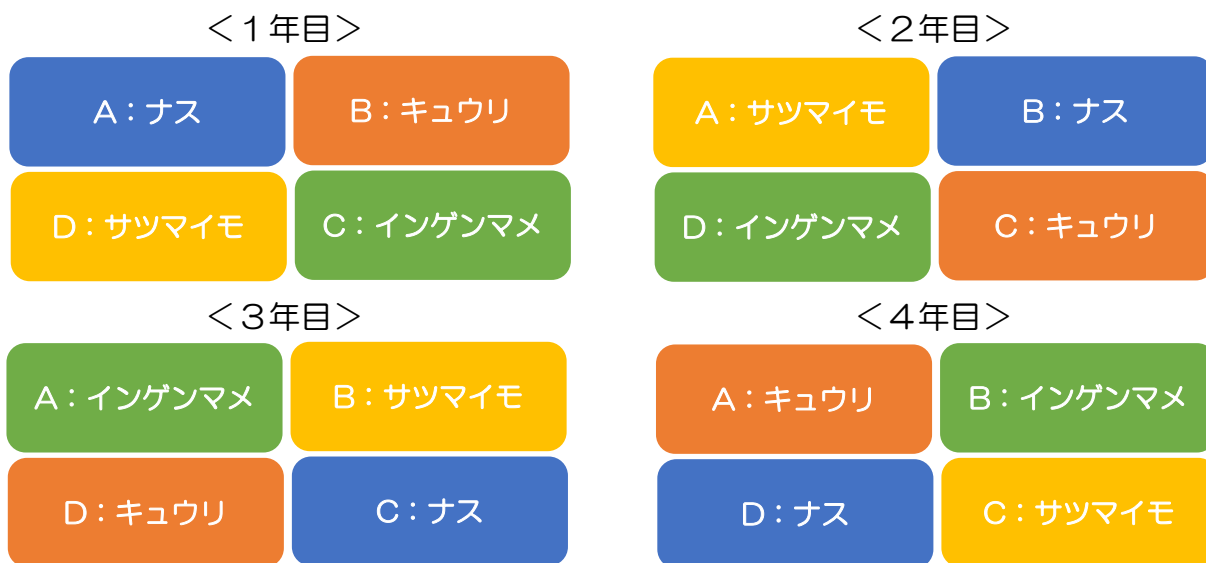 ＜１年目＞
A：ナス
B：キュウリ
D：サツマイモ
C：インゲンマメ
＜２年目＞
A：サツマイモ
B：ナス
D：インゲンマメ
C：キュウリ
＜３年目＞
A：インゲンマメ
B：サツマイモ
D：キュウリ
C：ナス
＜４年目＞
A：キュウリ
B：インゲンマメ
D：ナス
C：サツマイモ